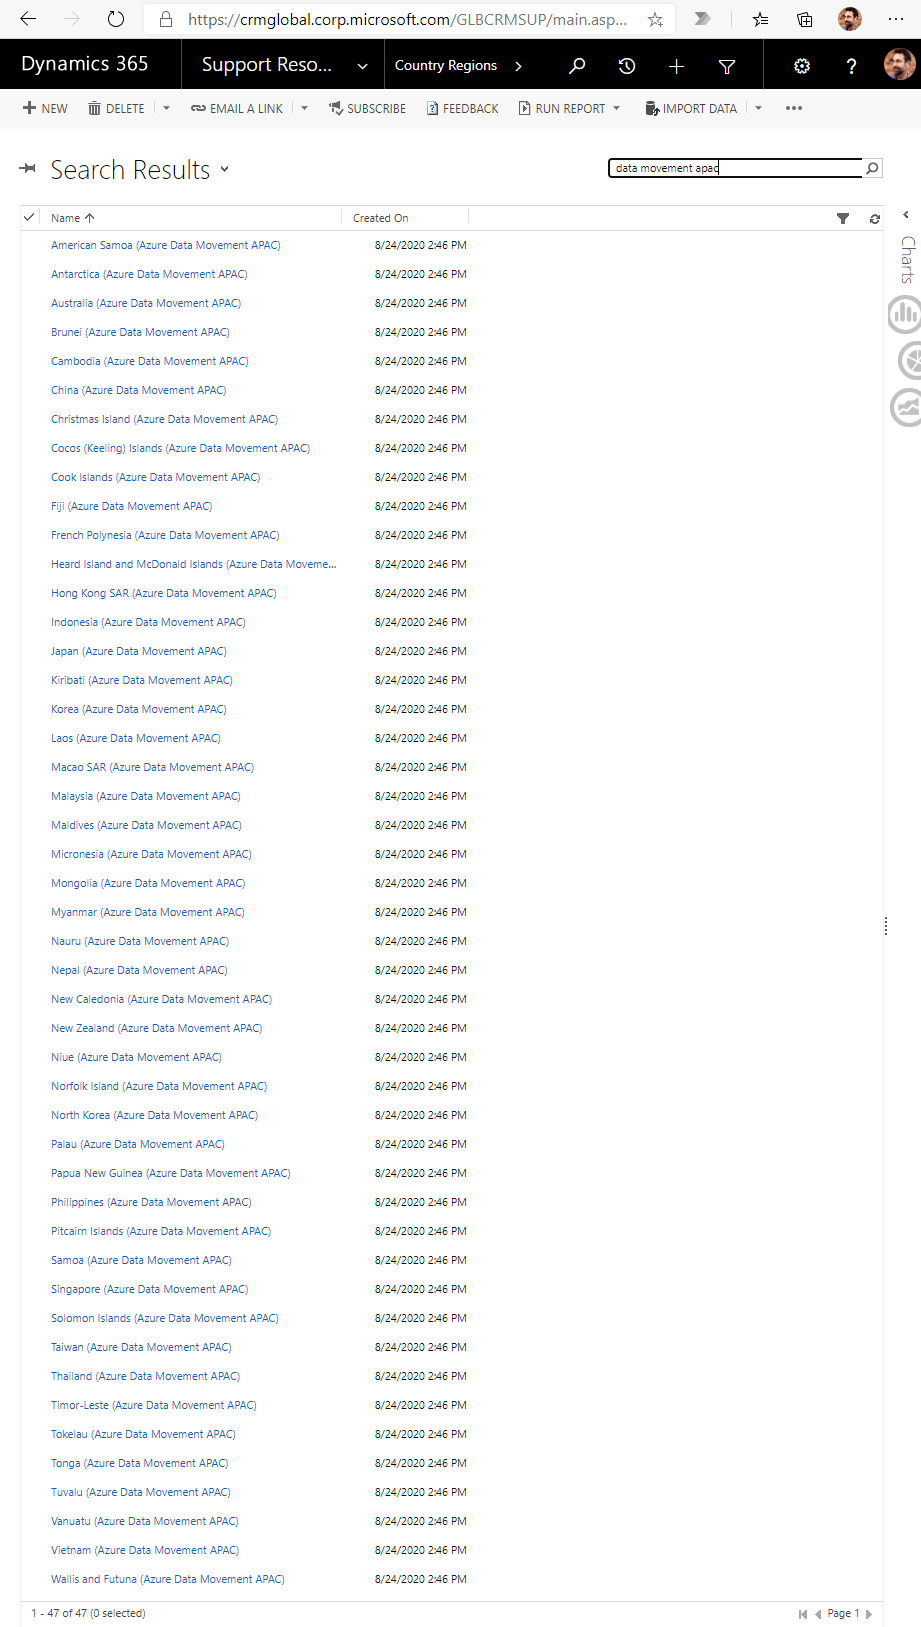 https://crmglobal.corp.microsoft.com/GLBCRMSUP/main.asp...
Dynamics 365 Support Reso... Country Regions
NEW DELETE EMAIL A LINK SUBSCRIBE FEEDBACK RUN REPORT IMPORT DATA
Search Results data movement apac
Name Created On
Charts
American Samoa (Azure Data Movement APAC) 8/24/2020 2:46 PM
Antarctica (Azure Data Movement APAC) 8/24/2020 2:46 PM
Australia (Azure Data Movement APAC) 8/24/2020 2:46 PM
Brunei (Azure Data Movement APAC) 8/24/2020 2:46 PM
Cambodia (Azure Data Movement APAC) 8/24/2020 2:46 PM
China (Azure Data Movement APAC) 8/24/2020 2:46 PM
Christmas Island (Azure Data Movement APAC) 8/24/2020 2:46 PM
Cocos (Keeling) Islands (Azure Data Movement APAC) 8/24/2020 2:46 PM
Cook Islands (Azure Data Movement APAC) 8/24/2020 2:46 PM
Fiji (Azure Data Movement APAC) 8/24/2020 2:46 PM
French Polynesia (Azure Data Movement APAC) 8/24/2020 2:46 PM
Heard Island and McDonald Islands (Azure Data Moveme... 8/24/2020 2:46 PM
Hong Kong SAR (Azure Data Movement APAC) 8/24/2020 2:46 PM
Indonesia (Azure Data Movement APAC) 8/24/2020 2:46 PM
Japan (Azure Data Movement APAC) 8/24/2020 2:46 PM
Kiribati (Azure Data Movement APAC) 8/24/2020 2:46 PM
Korea (Azure Data Movement APAC) 8/24/2020 2:46 PM
Laos (Azure Data Movement APAC) 8/24/2020 2:46 PM
Macao SAR (Azure Data Movement APAC) 8/24/2020 2:46 PM
Malaysia (Azure Data Movement APAC) 8/24/2020 2:46 PM
Maldives (Azure Data Movement APAC) 8/24/2020 2:46 PM
Micronesia (Azure Data Movement APAC) 8/24/2020 2:46 PM
Mongolia (Azure Data Movement APAC) 8/24/2020 2:46 PM
Myanmar (Azure Data Movement APAC) 8/24/2020 2:46 PM
Nauru (Azure Data Movement APAC) 8/24/2020 2:46 PM
Nepal (Azure Data Movement APAC) 8/24/2020 2:46 PM
New Caledonia (Azure Data Movement APAC) 8/24/2020 2:46 PM
New Zealand (Azure Data Movement APAC) 8/24/2020 2:46 PM
Niue (Azure Data Movement APAC) 8/24/2020 2:46 PM
Norfolk Island (Azure Data Movement APAC) 8/24/2020 2:46 PM
North Korea (Azure Data Movement APAC) 8/24/2020 2:46 PM
Palau (Azure Data Movement APAC) 8/24/2020 2:46 PM
Papua New Guinea (Azure Data Movement APAC) 8/24/2020 2:46 PM
Philippines (Azure Data Movement APAC) 8/24/2020 2:46 PM
Pitcairn Islands (Azure Data Movement APAC) 8/24/2020 2:46 PM
Samoa (Azure Data Movement APAC) 8/24/2020 2:46 PM
Singapore (Azure Data Movement APAC) 8/24/2020 2:46 PM
Solomon Islands (Azure Data Movement APAC) 8/24/2020 2:46 PM
Taiwan (Azure Data Movement APAC) 8/24/2020 2:46 PM
Thailand (Azure Data Movement APAC) 8/24/2020 2:46 PM
Timor-Leste (Azure Data Movement APAC) 8/24/2020 2:46 PM
Tokelau (Azure Data Movement APAC) 8/24/2020 2:46 PM
Tonga (Azure Data Movement APAC) 8/24/2020 2:46 PM
Tuvalu (Azure Data Movement APAC) 8/24/2020 2:46 PM
Vanuatu (Azure Data Movement APAC) 8/24/2020 2:46 PM
Vietnam (Azure Data Movement APAC) 8/24/2020 2:46 PM
Wallis and Futuna (Azure Data Movement APAC) 8/24/2020 2:46 PM
1 - 47 of 47 (0 selected) Page 1